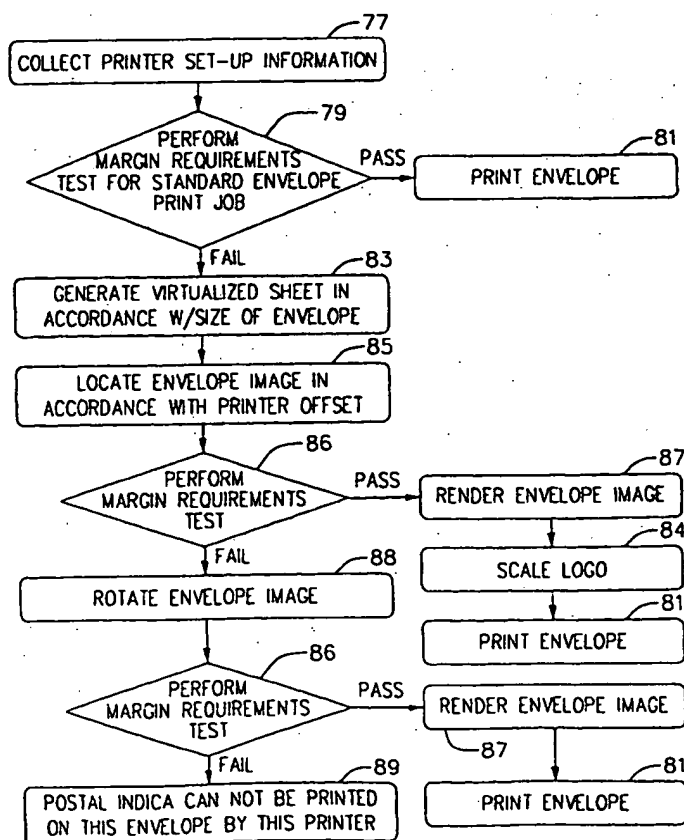 77
COLLECT PRINTER SET-UP INFORMATION
79
PERFORM
MARGIN REQUIREMENTS
TEST FOR STANDARD ENVELOPE
PRINT JOB
PASS
81
PRINT ENVELOPE
FAIL
83
GENERATE VIRTUALIZED SHEET IN
ACCORDANCE W/SIZE OF ENVELOPE
85
LOCATE ENVELOPE IMAGE IN
ACCORDANCE WITH PRINTER OFFSET
86
PERFORM
MARGIN REQUIREMENTS
TEST
PASS
87
RENDER ENVELOPE IMAGE
84
SCALE LOGO
81
PRINT ENVELOPE
FAIL
88
ROTATE ENVELOPE IMAGE
86
PERFORM
MARGIN REQUIREMENTS
TEST
PASS
RENDER ENVELOPE IMAGE
87
81
PRINT ENVELOPE
FAIL
89
POSTAL INDICA CAN NOT BE PRINTED
ON THIS ENVELOPE BY THIS PRINTER